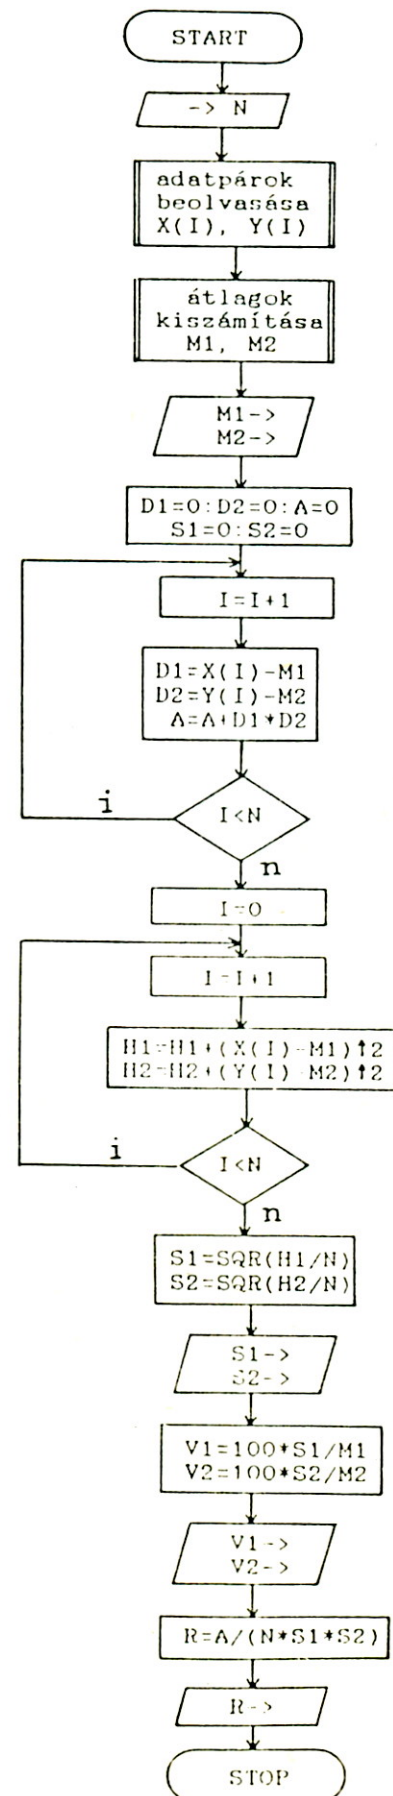 START
-> N
adatpárok
beolvasása
X(I), Y(I)
átlagok
kiszámítása
M1, M2
M1->
M2->
D1=0:D2=0:A=0
S1=0:S2=0
I=I+1
D1=X(I)-M1
D2=Y(I)-M2
A=A+D1*D2
i
I<N
n
I=0
I=I+1
H1=H1+(X(I)-M1)↑2
H2=H2+(Y(I)-M2)↑2
i
I<N
n
S1=SQR(H1/N)
S2=SQR(H2/N)
S1->
S2->
V1=100*S1/M1
V2=100*S2/M2
V1->
V2->
R=A/(N*S1*S2)
R->
STOP